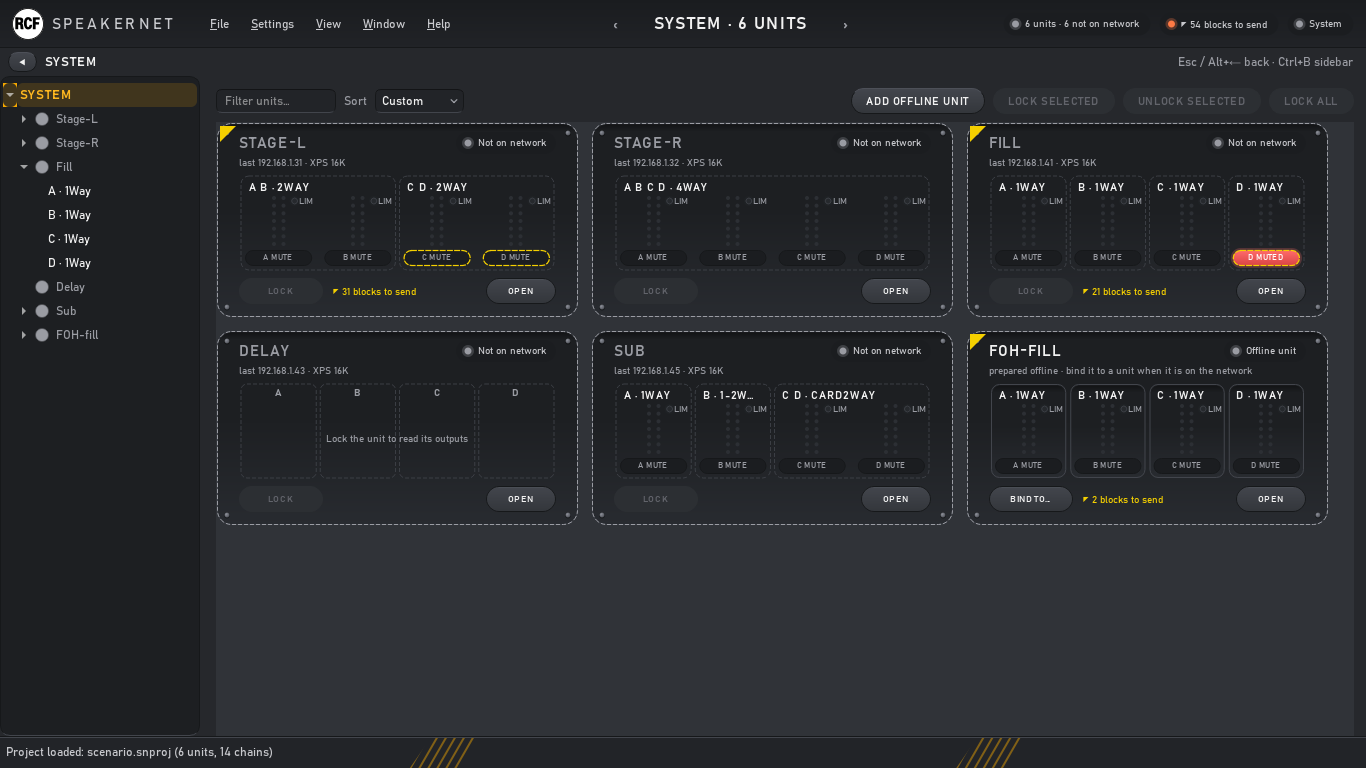 RCF SPEAKERNET File Settings View Window Help ‹ SYSTEM · 6 UNITS › 6 units · 6 not on network 54 blocks to send System
SYSTEM Esc / Alt+← back · Ctrl+B sidebar
SYSTEM
Stage-L
Stage-R
Fill
A · 1Way
B · 1Way
C · 1Way
D · 1Way
Delay
Sub
FOH-fill
Filter units... Sort Custom ADD OFFLINE UNIT LOCK SELECTED UNLOCK SELECTED LOCK ALL
STAGE-L Not on network
last 192.168.1.31 · XPS 16K
A B · 2WAY C D · 2WAY
LIM LIM LIM LIM
A MUTE B MUTE C MUTE D MUTE
LOCK 31 blocks to send OPEN
STAGE-R Not on network
last 192.168.1.32 · XPS 16K
A B C D · 4WAY
LIM LIM LIM LIM
A MUTE B MUTE C MUTE D MUTE
LOCK OPEN
FILL Not on network
last 192.168.1.41 · XPS 16K
A · 1WAY B · 1WAY C · 1WAY D · 1WAY
LIM LIM LIM LIM
A MUTE B MUTE C MUTE D MUTED
LOCK 21 blocks to send OPEN
DELAY Not on network
last 192.168.1.43 · XPS 16K
A B C D
Lock the unit to read its outputs
LOCK OPEN
SUB Not on network
last 192.168.1.45 · XPS 16K
A · 1WAY B · 1-2W... C D · CARD2WAY
LIM LIM LIM LIM
A MUTE B MUTE C MUTE D MUTE
LOCK OPEN
FOH-FILL Offline unit
prepared offline · bind it to a unit when it is on the network
A · 1WAY B · 1WAY C · 1WAY D · 1WAY
LIM LIM LIM LIM
A MUTE B MUTE C MUTE D MUTE
BIND TO... 2 blocks to send OPEN
Project loaded: scenario.snproj (6 units, 14 chains)